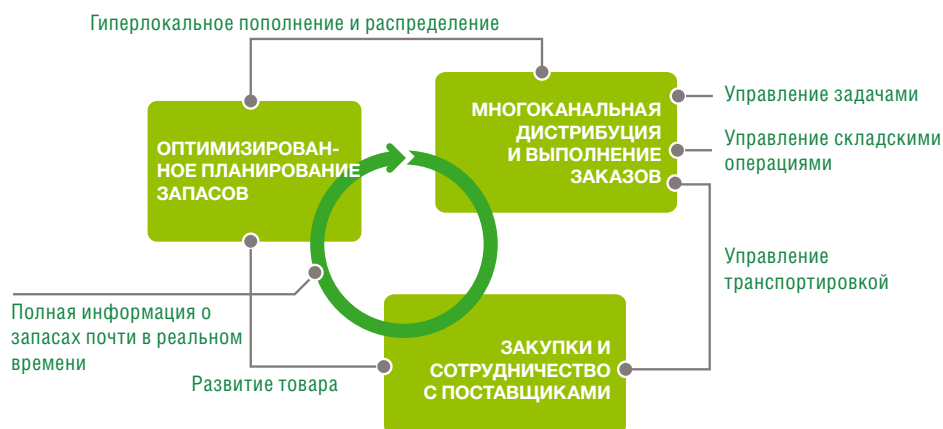 Гиперлокальное пополнение и распределение
ОПТИМИЗИРОВАН-
НОЕ ПЛАНИРОВАНИЕ
ЗАПАСОВ
МНОГОКАНАЛЬНАЯ
ДИСТРИБУЦИЯ
И ВЫПОЛНЕНИЕ
ЗАКАЗОВ
Управление задачами
Управление складскими
операциями
Управление
транспортировкой
Полная информация о
запасах почти в реальном
времени
Развитие товара
ЗАКУПКИ И
СОТРУДНИЧЕСТВО
С ПОСТАВЩИКАМИ